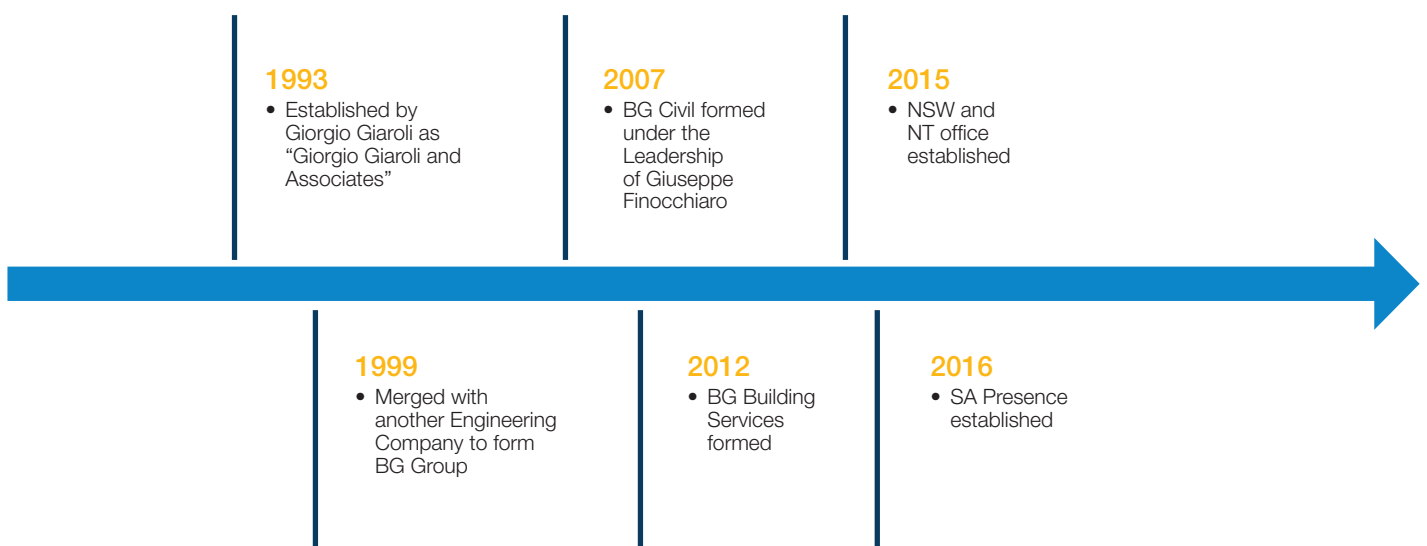 1993
• Established by
Giorgio Giaroli as
“Giorgio Giaroli and
Associates”
2007
• BG Civil formed
under the
Leadership
of Giuseppe
Finocchiaro
2015
• NSW and
NT office
established
1999
• Merged with
another Engineering
Company to form
BG Group
2012
• BG Building
Services
formed
2016
• SA Presence
established